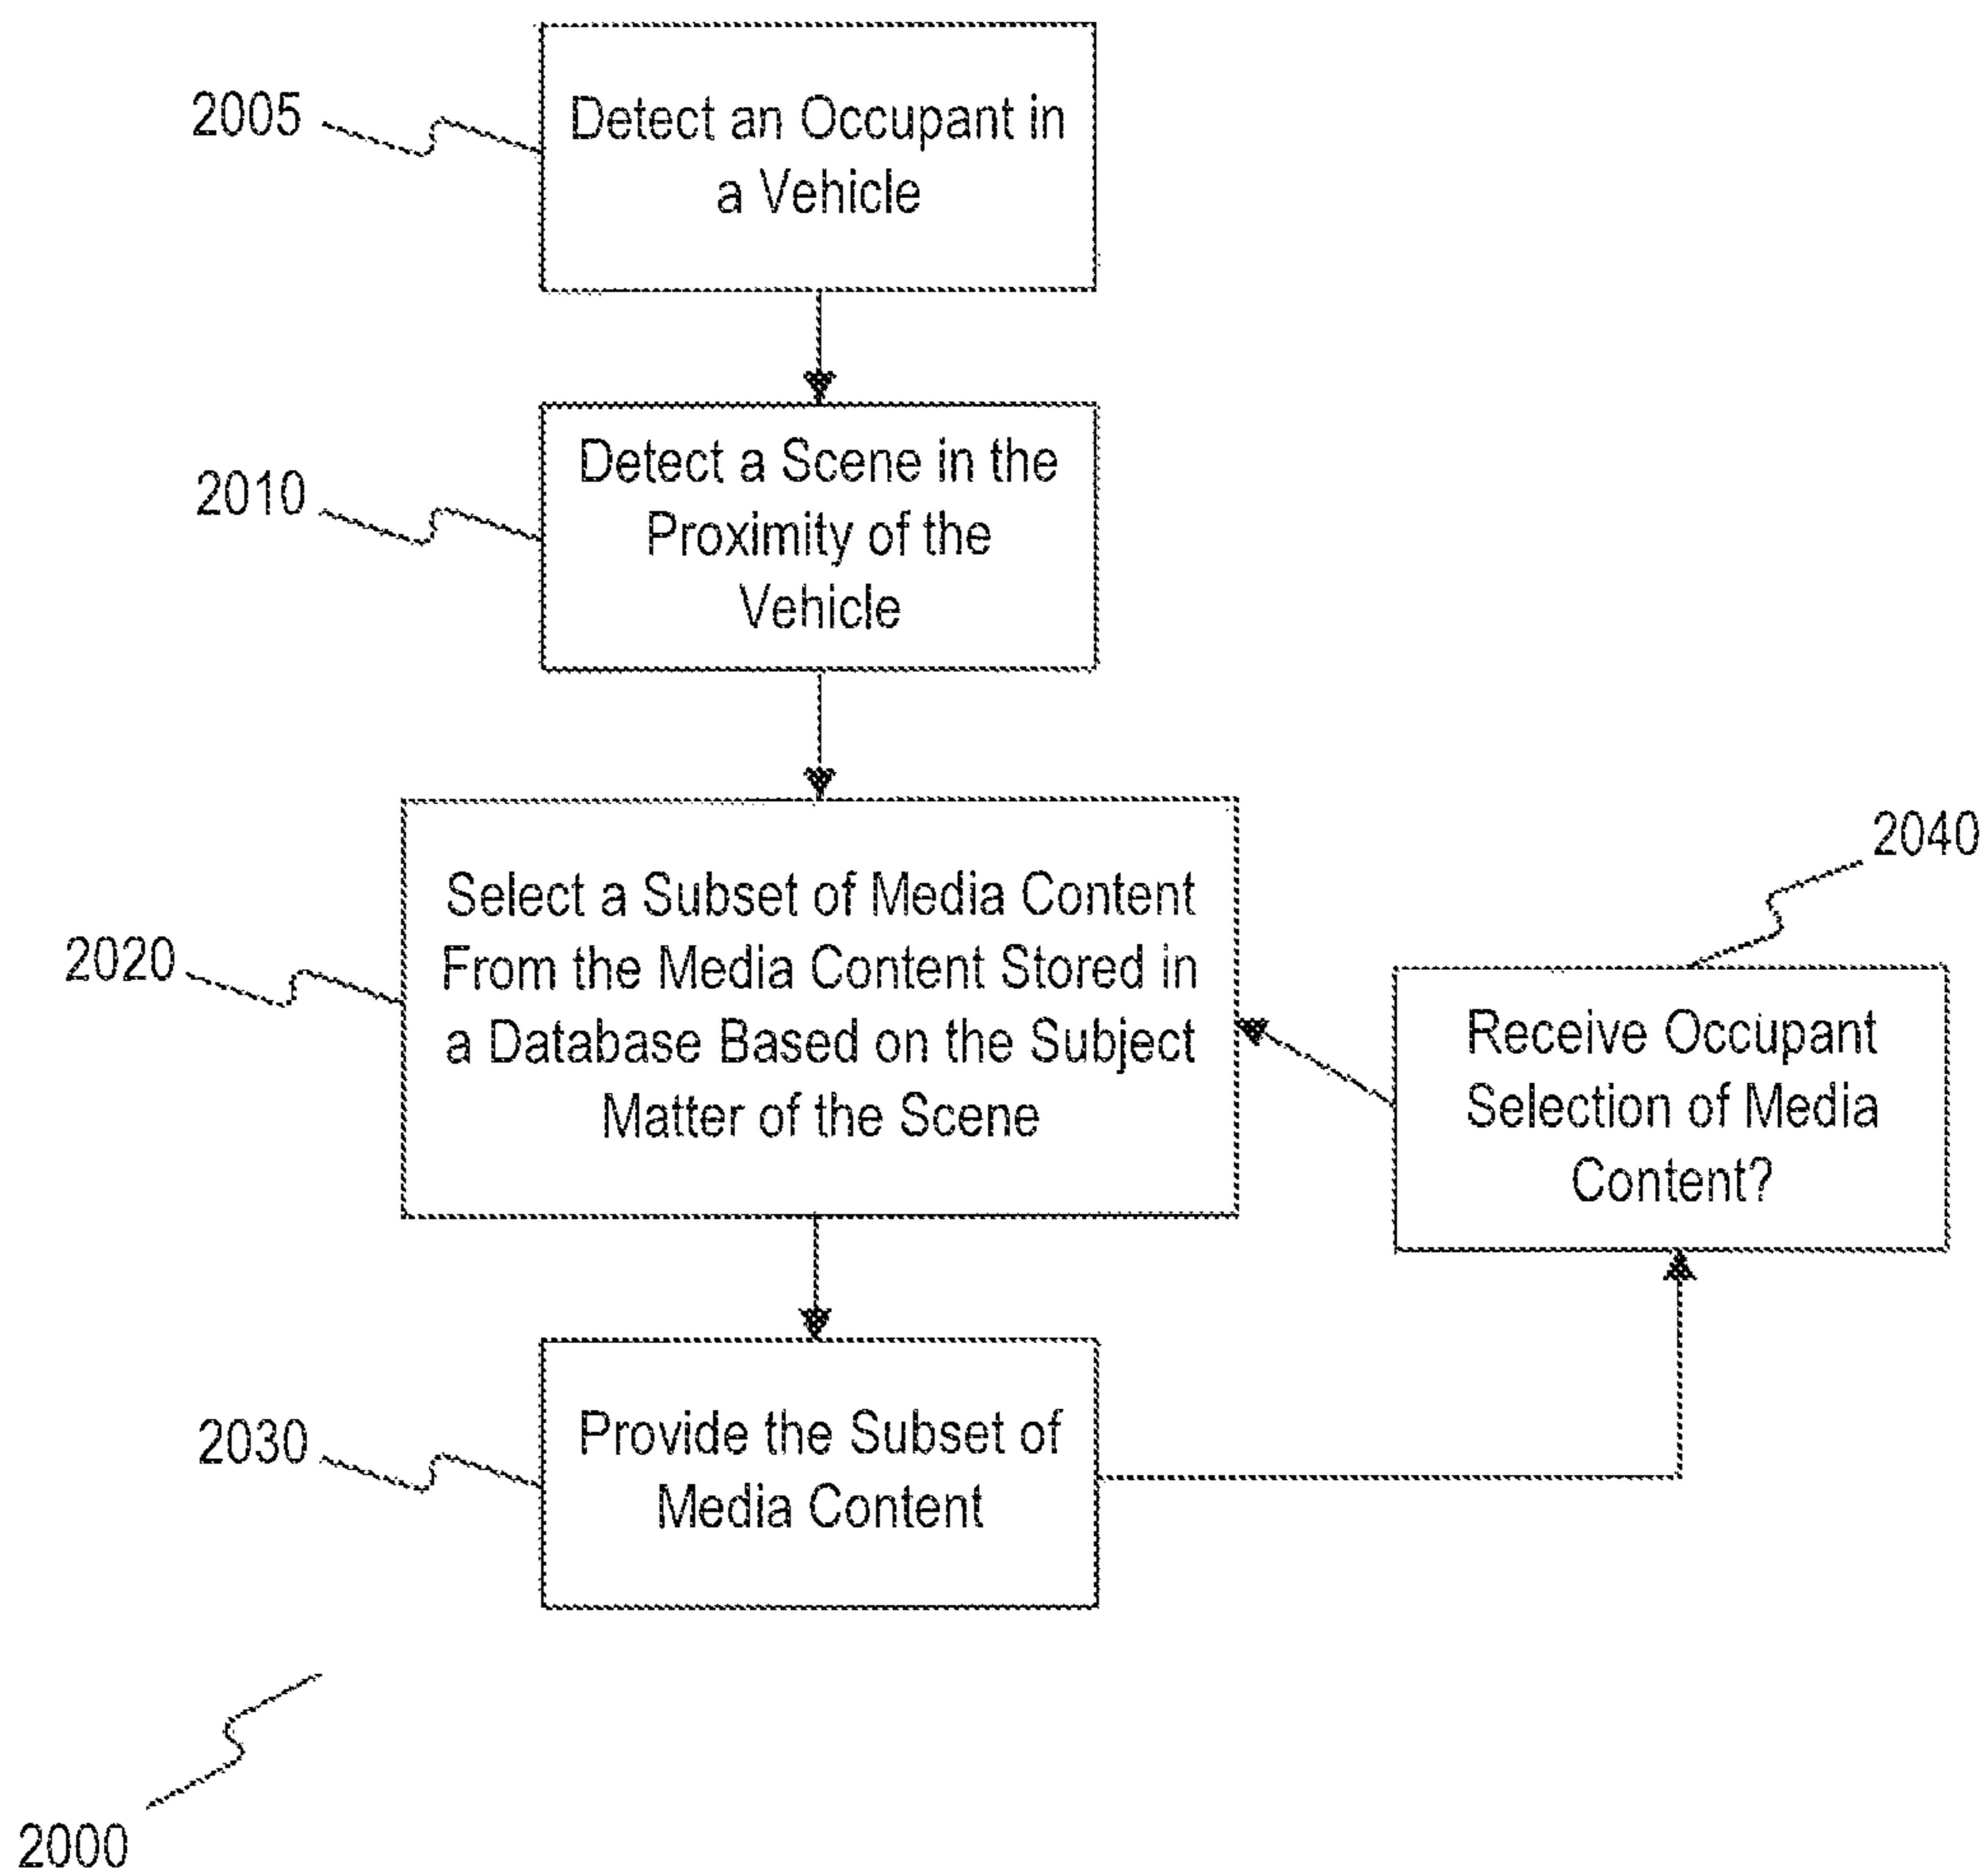 2005
Detect an Occupant in
a Vehicle
2010
Detect a Scene in the
Proximity of the
Vehicle
2020
Select a Subset of Media Content
From the Media Content Stored in
a Database Based on the Subject
Matter of the Scene
2040
Receive Occupant
Selection of Media
Content?
2030
Provide the Subset of
Media Content
2000